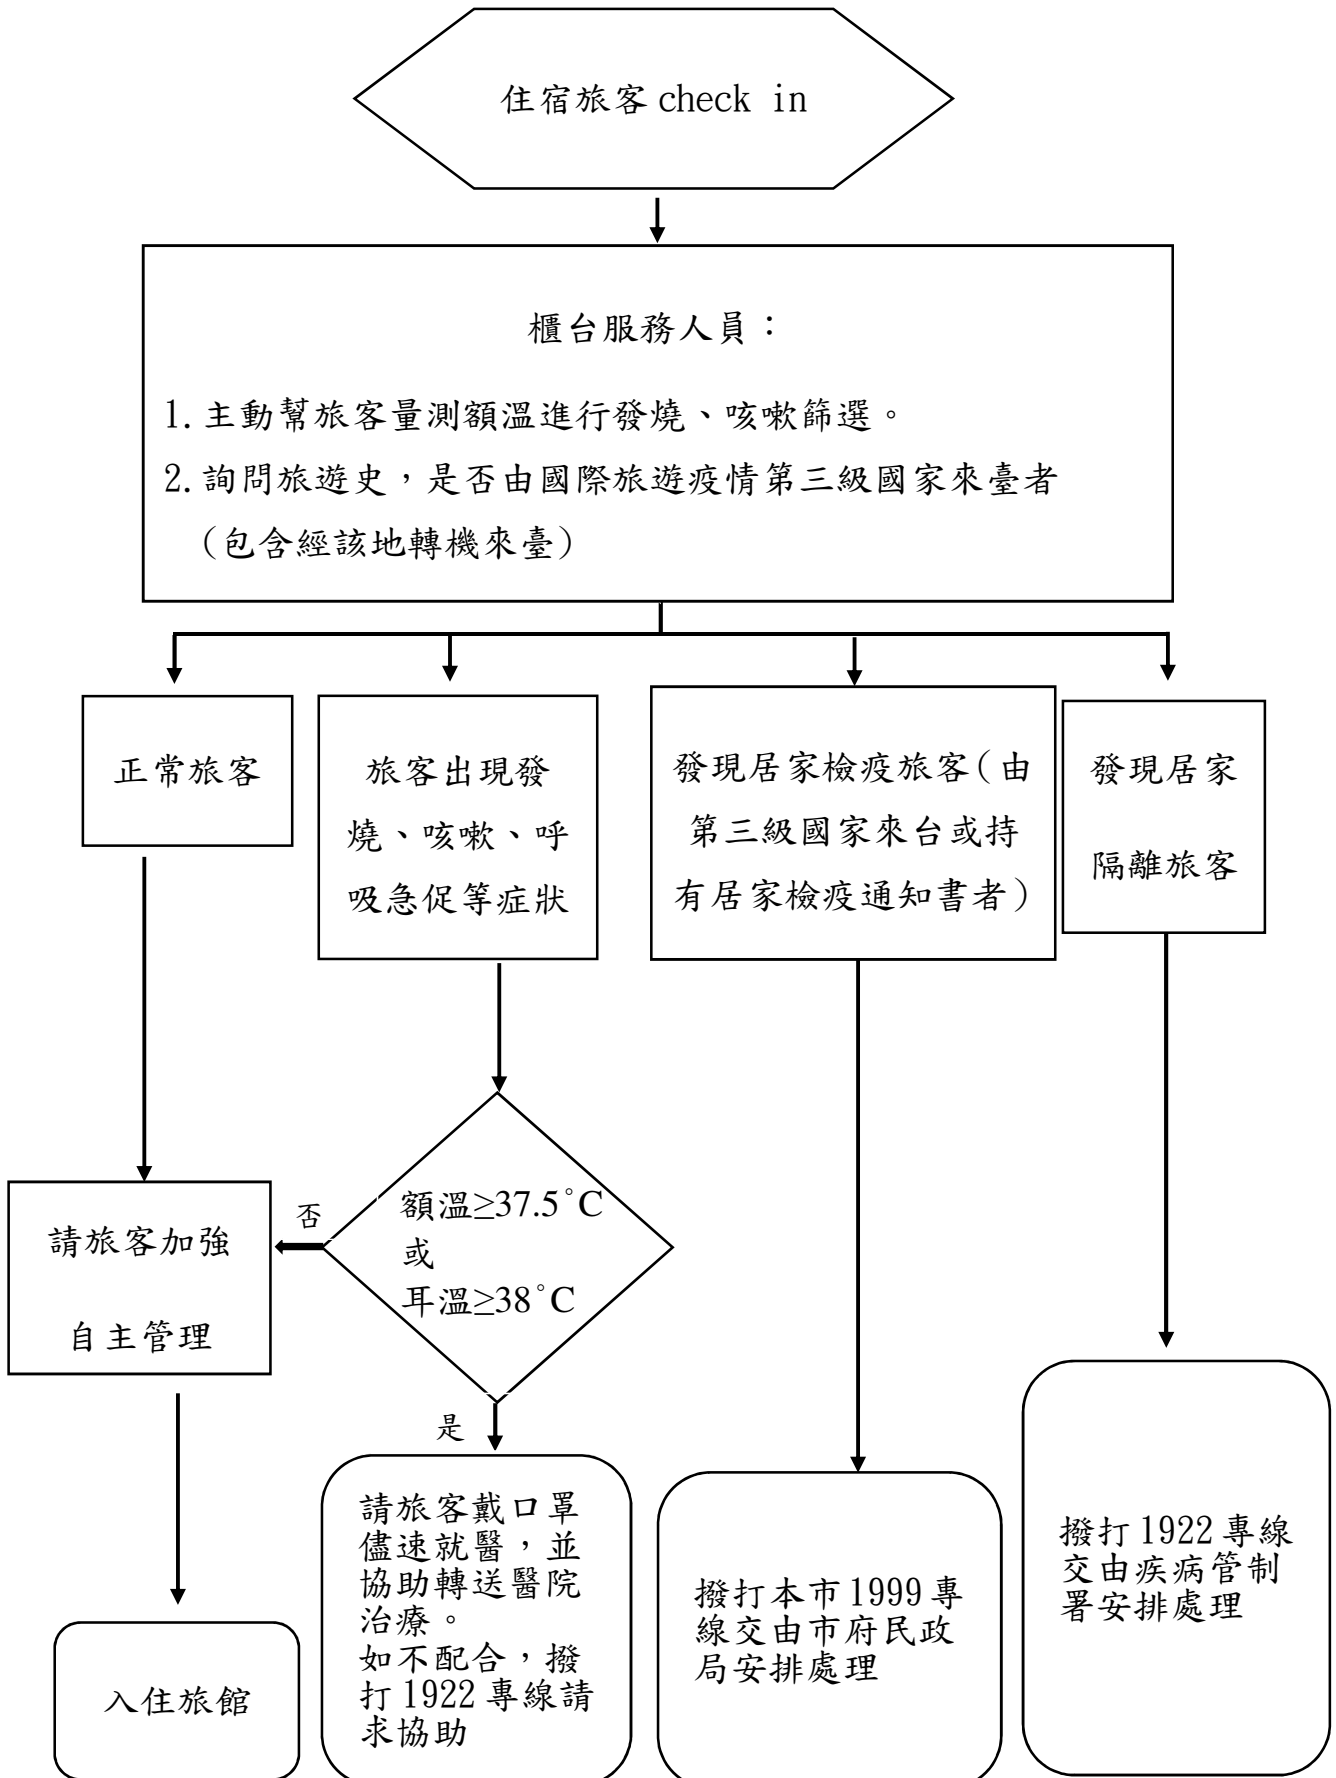 住宿旅客 check in
櫃台服務人員：
1.主動幫旅客量測額溫進行發燒、咳嗽篩選。
2.詢問旅遊史，是否由國際旅遊疫情第三級國家來臺者
（包含經該地轉機來臺）
正常旅客
旅客出現發
燒、咳嗽、呼
吸急促等症狀
發現居家檢疫旅客（由
第三級國家來台或持
有居家檢疫通知書者）
發現居家
隔離旅客
請旅客加強
自主管理
否
額溫≥37.5°C
或
耳溫≥38°C
是
入住旅館
請旅客戴口罩
儘速就醫，並
協助轉送醫院
治療。
如不配合，撥
打 1922 專線請
求協助
撥打本市 1999 專
線交由市府民政
局安排處理
撥打 1922 專線
交由疾病管制
署安排處理